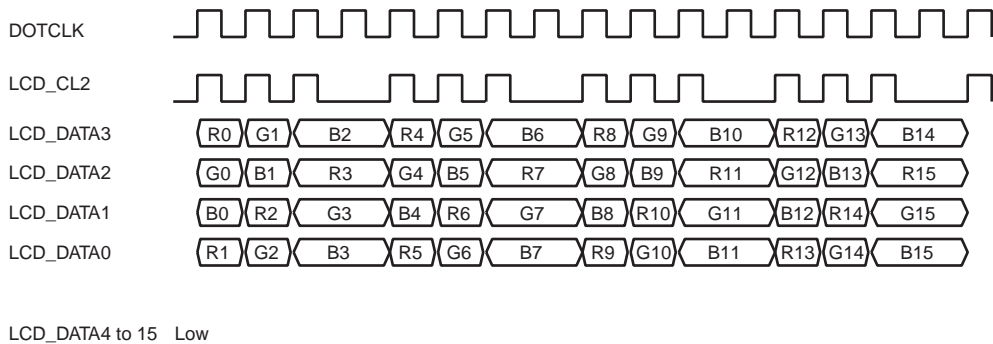 DOTCLK
LCD_CL2
LCD_DATA3 R0 G1 B2 R4 G5 B6 R8 G9 B10 R12 G13 B14
LCD_DATA2 G0 B1 R3 G4 B5 R7 G8 B9 R11 G12 B13 R15
LCD_DATA1 B0 R2 G3 B4 R6 G7 B8 R10 G11 B12 R14 G15
LCD_DATA0 R1 G2 B3 R5 G6 B7 R9 G10 B11 R13 G14 B15
LCD_DATA4 to 15 Low